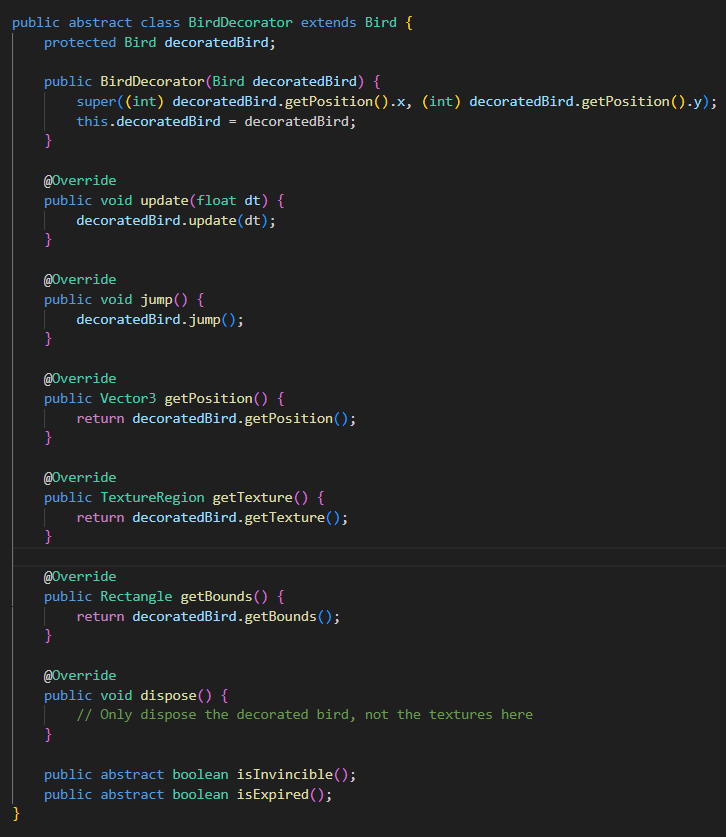 public abstract class BirdDecorator extends Bird {
    protected Bird decoratedBird;

    public BirdDecorator(Bird decoratedBird) {
        super((int) decoratedBird.getPosition().x, (int) decoratedBird.getPosition().y);
        this.decoratedBird = decoratedBird;
    }

    @Override
    public void update(float dt) {
        decoratedBird.update(dt);
    }

    @Override
    public void jump() {
        decoratedBird.jump();
    }

    @Override
    public Vector3 getPosition() {
        return decoratedBird.getPosition();
    }

    @Override
    public TextureRegion getTexture() {
        return decoratedBird.getTexture();
    }

    @Override
    public Rectangle getBounds() {
        return decoratedBird.getBounds();
    }

    @Override
    public void dispose() {
        // Only dispose the decorated bird, not the textures here
    }

    public abstract boolean isInvincible();
    public abstract boolean isExpired();
}